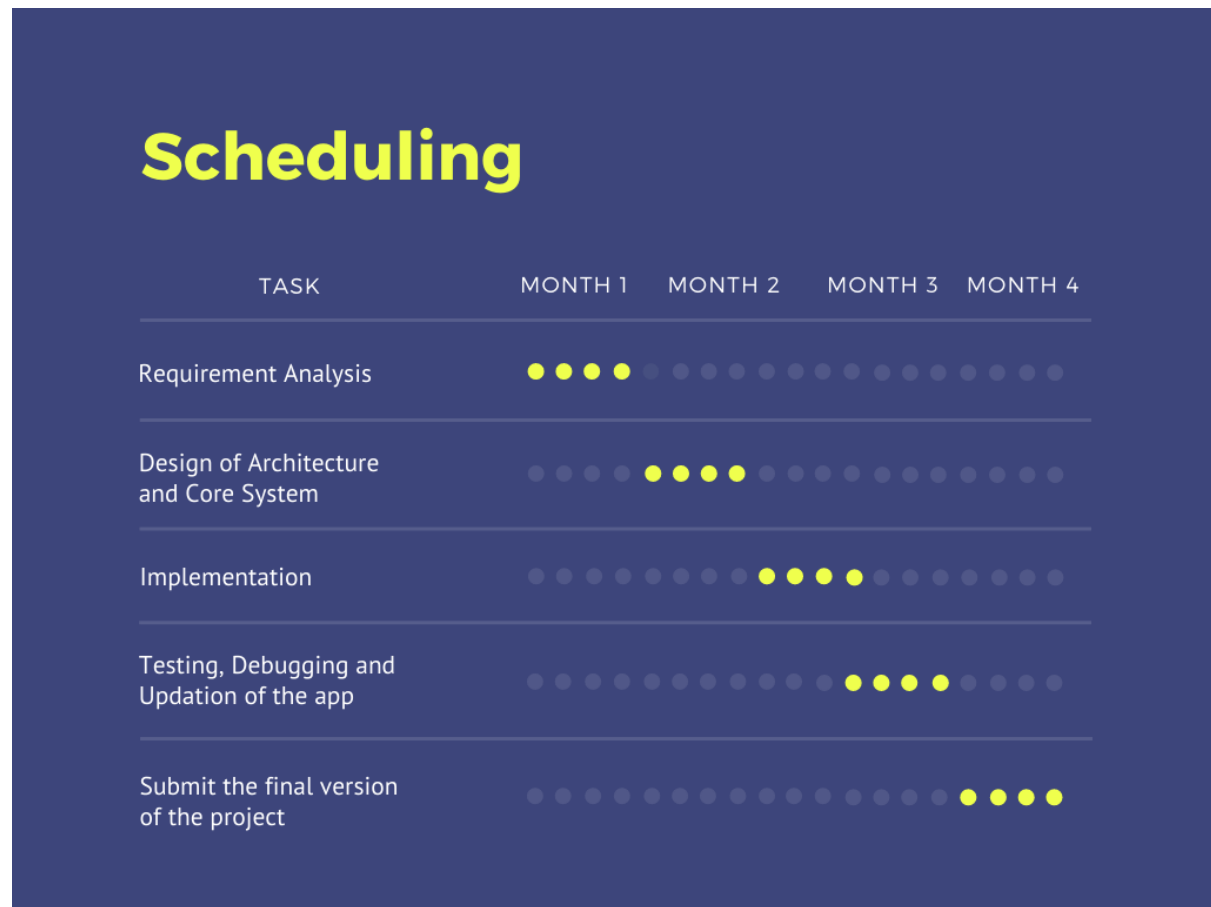 Scheduling
TASK MONTH 1 MONTH 2 MONTH 3 MONTH 4
Requirement Analysis
Design of Architecture
and Core System
Implementation
Testing, Debugging and
Updation of the app
Submit the final version
of the project